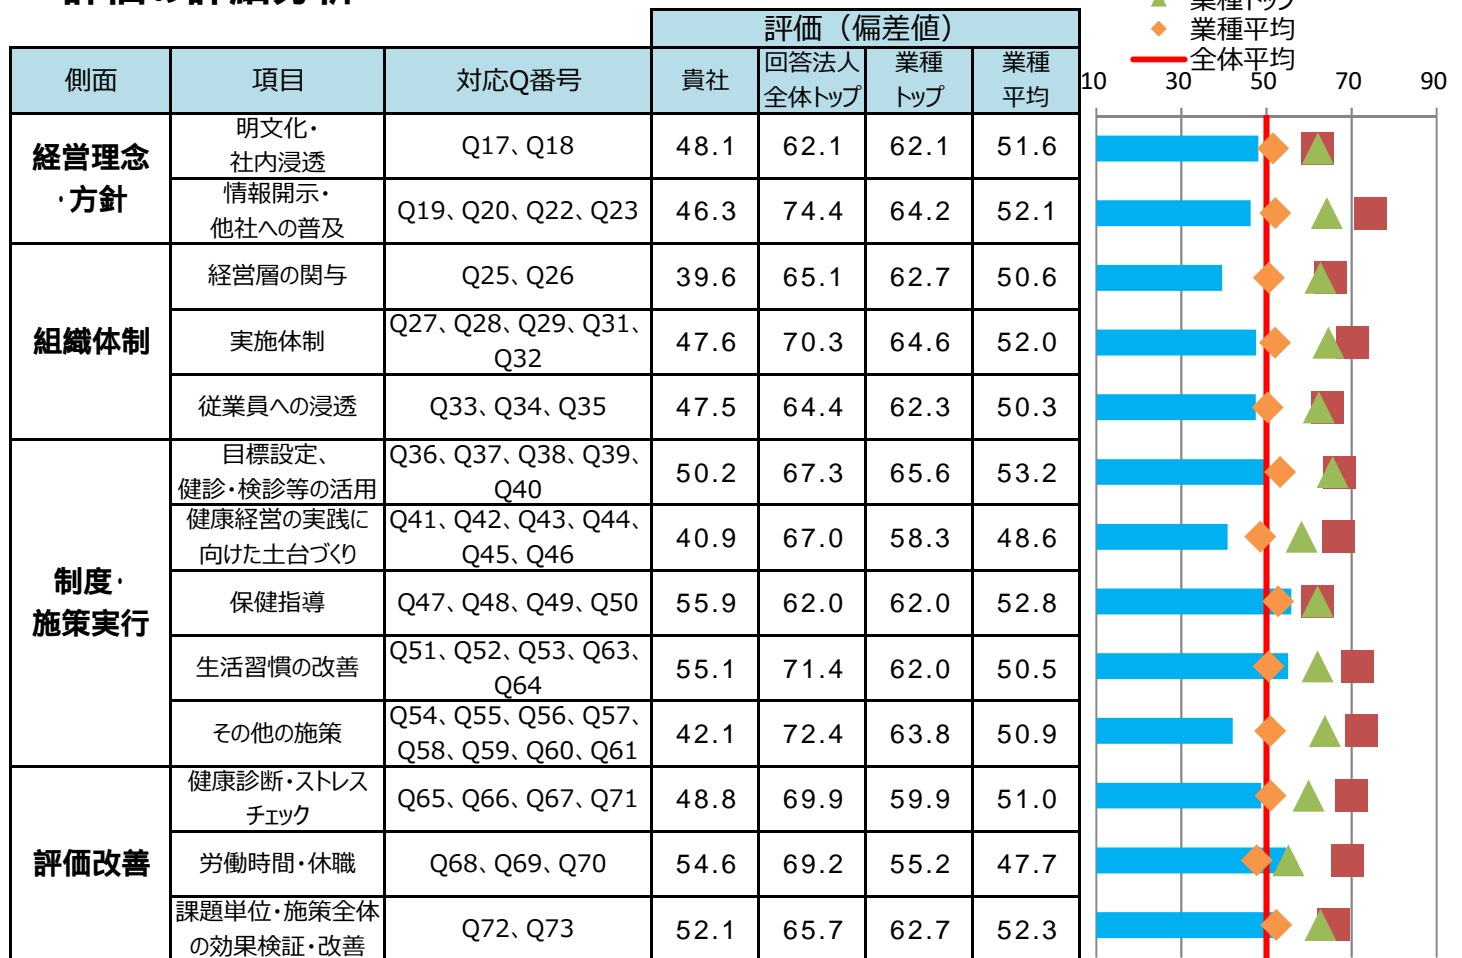 評価の詳細分析
業種トップ
業種平均
全体平均
評価（偏差値）
側面 項目 対応Q番号 貴社 回答法人 業種 業種
全体トップ トップ 平均
10 30 50 70 90
経営理念
・方針
明文化・
社内浸透
Q17、Q18 48.1 62.1 62.1 51.6
情報開示・
他社への普及
Q19、Q20、Q22、Q23 46.3 74.4 64.2 52.1
組織体制
経営層の関与 Q25、Q26 39.6 65.1 62.7 50.6
実施体制
Q27、Q28、Q29、Q31、
Q32
47.6 70.3 64.6 52.0
従業員への浸透 Q33、Q34、Q35 47.5 64.4 62.3 50.3
制度・
施策実行
目標設定、
健診・検診等の活用
Q36、Q37、Q38、Q39、
Q40
50.2 67.3 65.6 53.2
健康経営の実践に
向けた土台づくり
Q41、Q42、Q43、Q44、
Q45、Q46
40.9 67.0 58.3 48.6
保健指導 Q47、Q48、Q49、Q50 55.9 62.0 62.0 52.8
生活習慣の改善
Q51、Q52、Q53、Q63、
Q64
55.1 71.4 62.0 50.5
その他の施策
Q54、Q55、Q56、Q57、
Q58、Q59、Q60、Q61
42.1 72.4 63.8 50.9
評価改善
健康診断・ストレス
チェック
Q65、Q66、Q67、Q71 48.8 69.9 59.9 51.0
労働時間・休職 Q68、Q69、Q70 54.6 69.2 55.2 47.7
課題単位・施策全体
の効果検証・改善
Q72、Q73 52.1 65.7 62.7 52.3